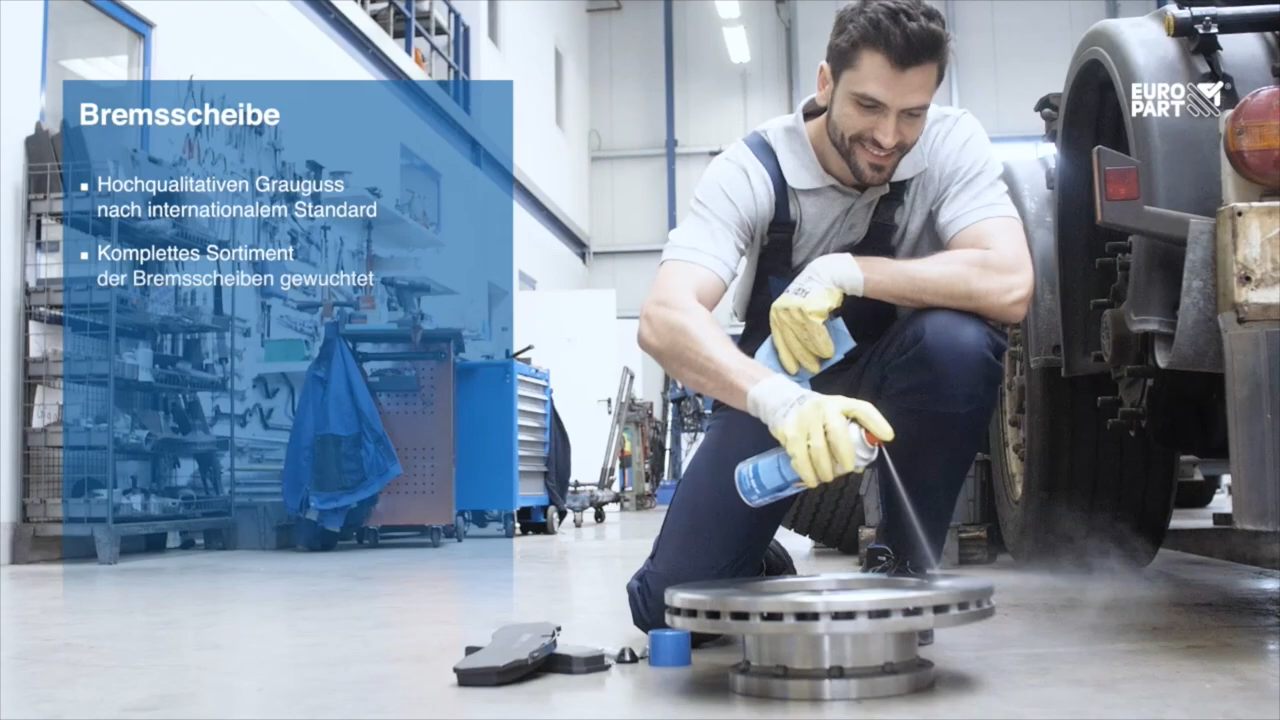 Bremsscheibe
Hochqualitativen Grauguss
nach internationalem Standard
Komplettes Sortiment
der Bremsscheiben gewuchtet
EURO
PART